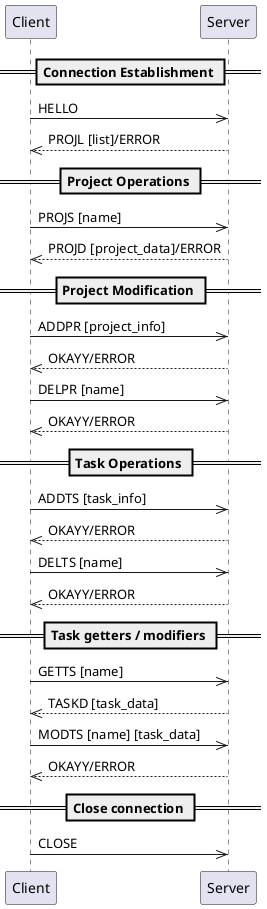 Client Server
Connection Establishment
HELLO
PROJL [list]/ERROR
Project Operations
PROJS [name]
PROJD [project_data]/ERROR
Project Modification
ADDPR [project_info]
OKAYY/ERROR
DELPR [name]
OKAYY/ERROR
Task Operations
ADDTS [task_info]
OKAYY/ERROR
DELTS [name]
OKAYY/ERROR
Task getters / modifiers
GETTS [name]
TASKD [task_data]
MODTS [name] [task_data]
OKAYY/ERROR
Close connection
CLOSE
Client Server